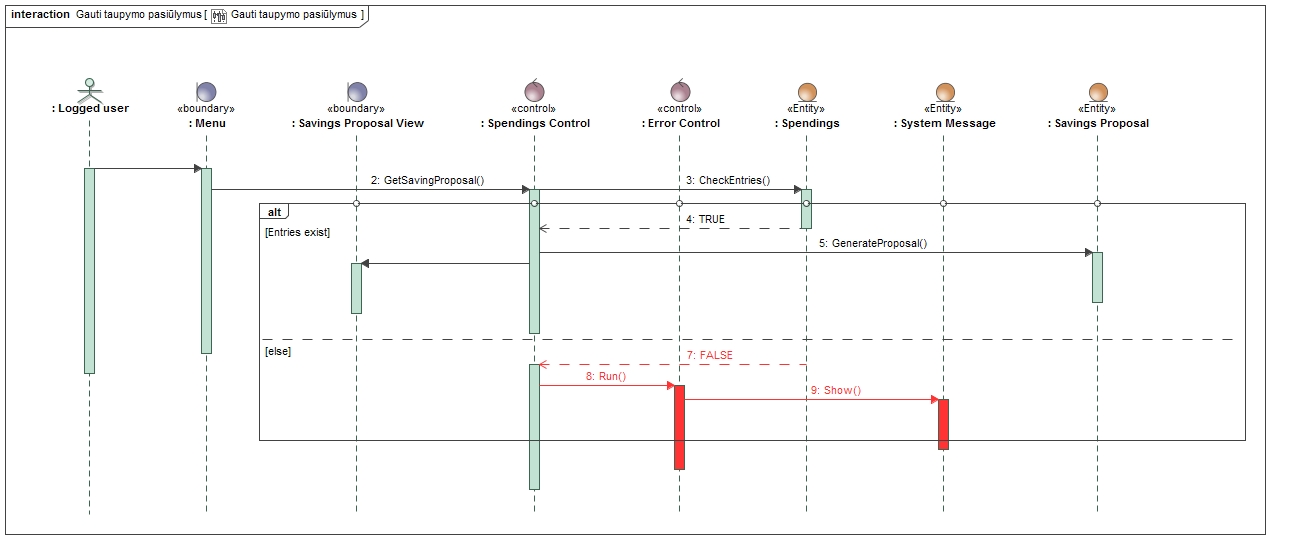 interaction Gauti taupymo pasiūlymus [ Gauti taupymo pasiūlymus ]
: Logged user
«boundary»
: Menu
«boundary»
: Savings Proposal View
«control»
: Spendings Control
«control»
: Error Control
«Entity»
: Spendings
«Entity»
: System Message
«Entity»
: Savings Proposal
2: GetSavingProposal()
3: CheckEntries()
alt
4: TRUE
[Entries exist]
5: GenerateProposal()
[else]
7: FALSE
8: Run()
9: Show()